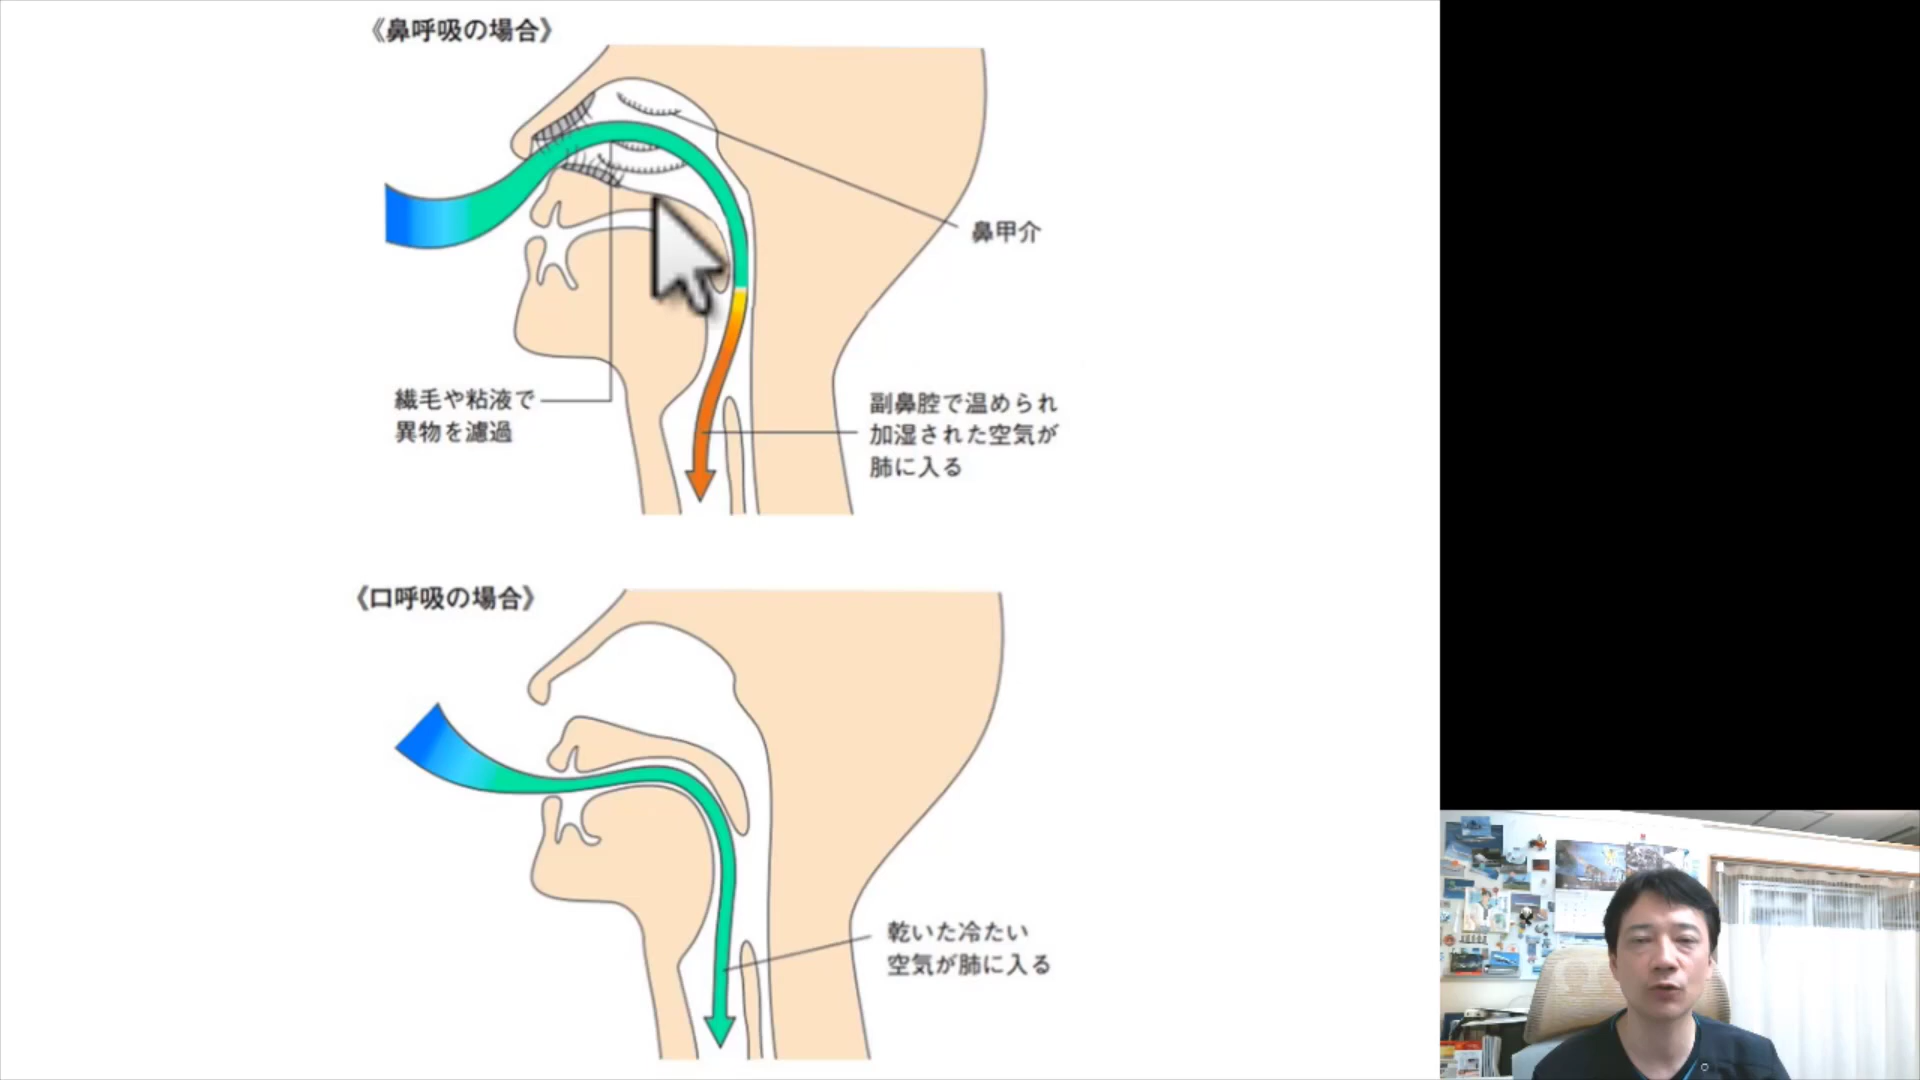 《鼻呼吸の場合》
鼻甲介
繊毛や粘液で
異物を濾過
副鼻腔で温められ
加湿された空気が
肺に入る
《口呼吸の場合》
乾いた冷たい
空気が肺に入る